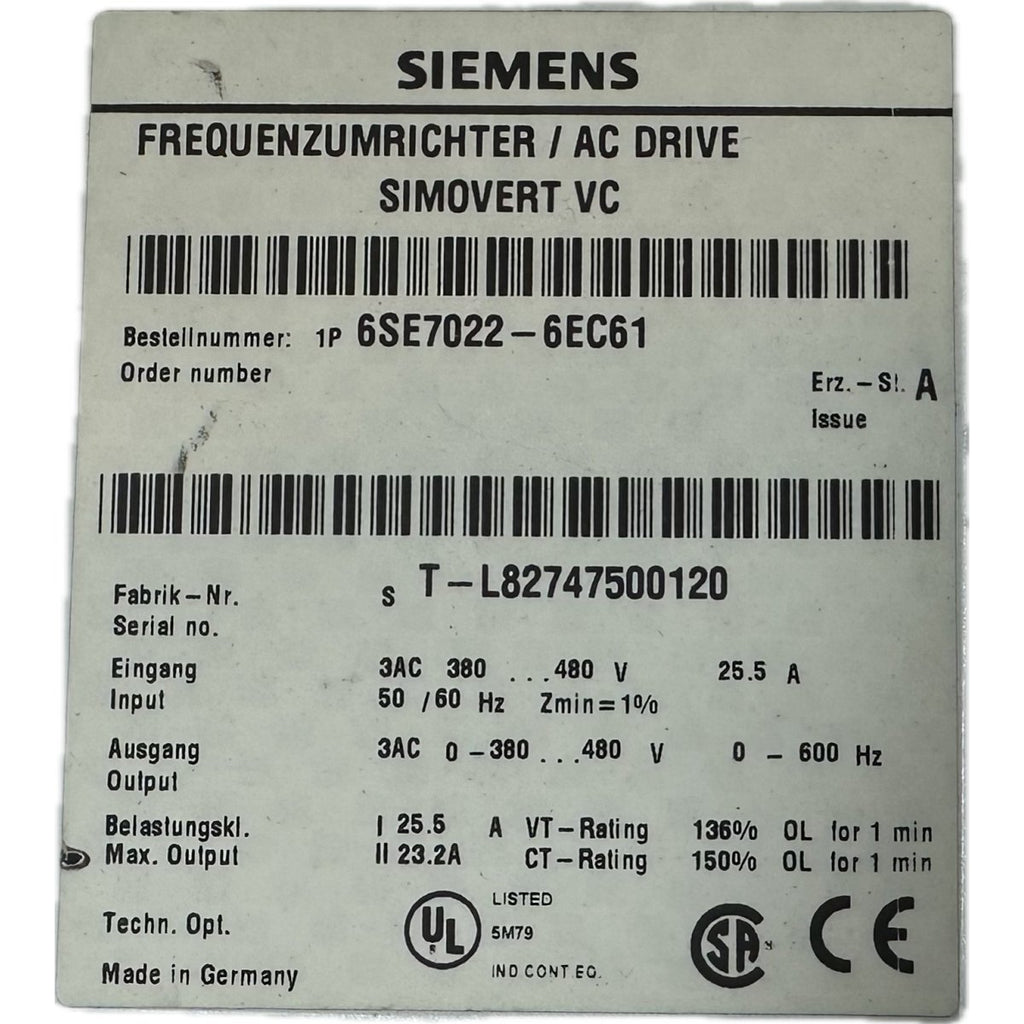 SIEMENS
FREQUENZUMRICHTER / AC DRIVE
SIMOVERT VC
Bestellnummer: 1P 6SE7022-6EC61
Order number
Erz.-St. A
Issue
Fabrik-Nr. S T-L82747500120
Serial no.
Eingang 3AC 380 ...480 V 25.5 A
Input 50 /60 Hz Zmin=1%
Ausgang 3AC 0-380...480 V 0 - 600 Hz
Output
Belastungskl. I 25.5 A VT-Rating 136% OL for 1 min
Max. Output II 23.2A CT-Rating 150% OL for 1 min
Techn. Opt.
Made in Germany
UL
LISTED
5M79
IND CONT EQ.
SA
CE